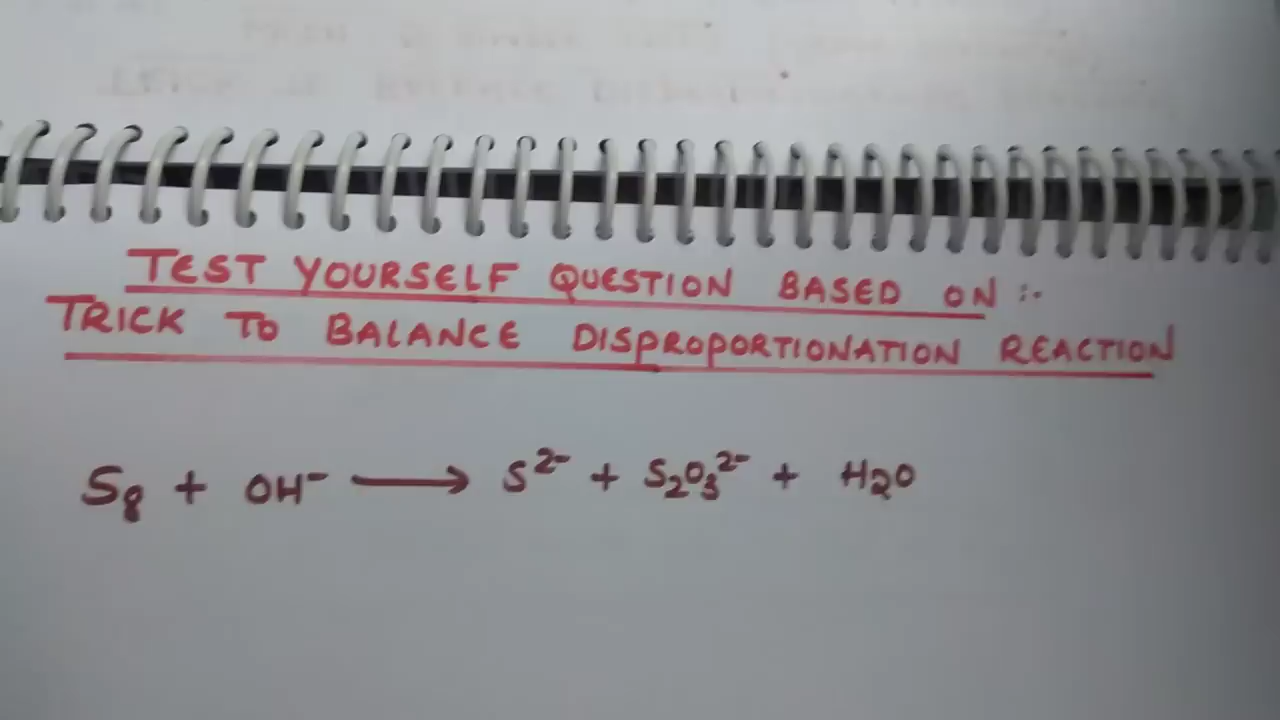 TEST YOURSELF QUESTION BASED ON :-
TRICK TO BALANCE DISPROPORTIONATION REACTION
S₈ + OH⁻ ⟶ S²⁻ + S₂O₃²⁻ + H₂O